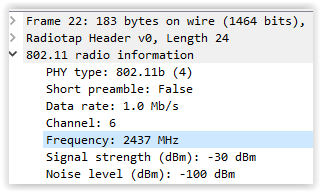 Frame 22: 183 bytes on wire (1464 bits),
Radiotap Header v0, Length 24
802.11 radio information
PHY type: 802.11b (4)
Short preamble: False
Data rate: 1.0 Mb/s
Channel: 6
Frequency: 2437 MHz
Signal strength (dBm): -30 dBm
Noise level (dBm): -100 dBm